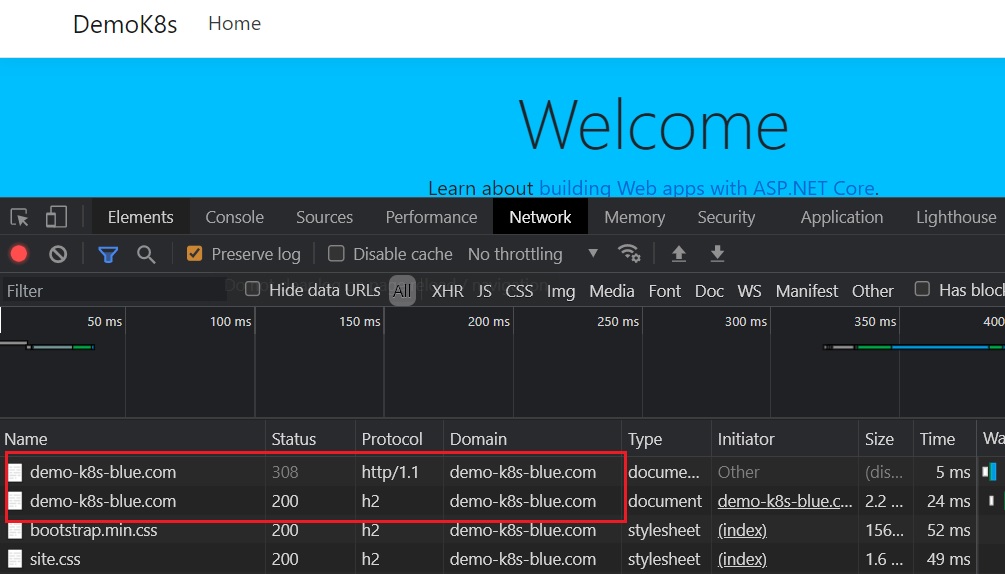 DemoK8s Home
Welcome
Learn about building Web apps with ASP.NET Core.
Elements Console Sources Performance Network Memory Security Application Lighthouse
Preserve log Disable cache No throttling
Filter Hide data URLs All XHR JS CSS Img Media Font Doc WS Manifest Other Has bloc
50 ms 100 ms 150 ms 200 ms 250 ms 300 ms 350 ms 400
Name Status Protocol Domain Type Initiator Size Time Wa
demo-k8s-blue.com 308 http/1.1 demo-k8s-blue.com docume... Other (dis... 5 ms
demo-k8s-blue.com 200 h2 demo-k8s-blue.com document demo-k8s-blue.c... 2.2 ... 24 ms
bootstrap.min.css 200 h2 demo-k8s-blue.com stylesheet (index) 156... 52 ms
site.css 200 h2 demo-k8s-blue.com stylesheet (index) 1.6 ... 49 ms